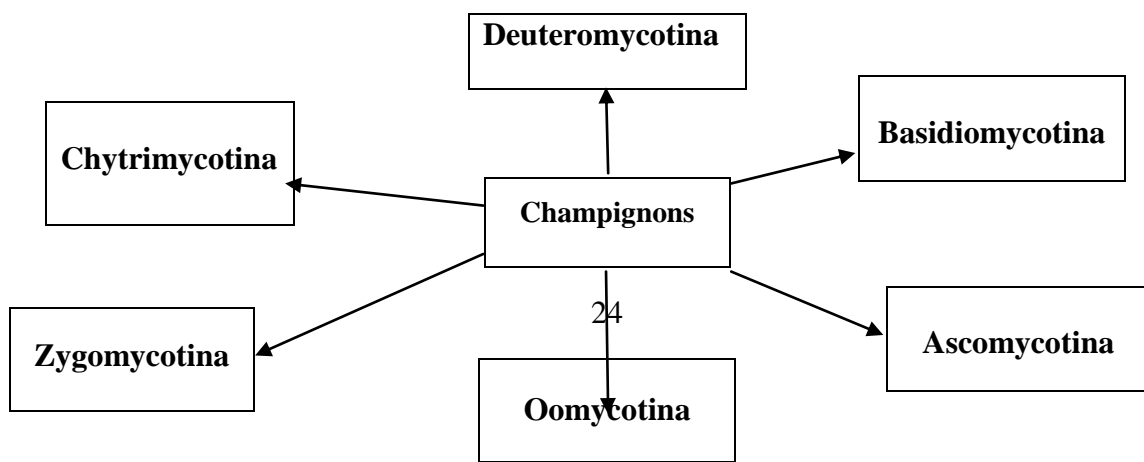 Deuteromycotina
Basidiomycotina
Chytrimycotina
Champignons
24
Zygomycotina
Ascomycotina
Oomycotina